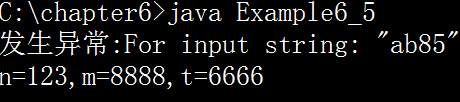 C:\chapter6>java Example6_5
发生异常:For input string: "ab85"
n=123,m=8888,t=6666